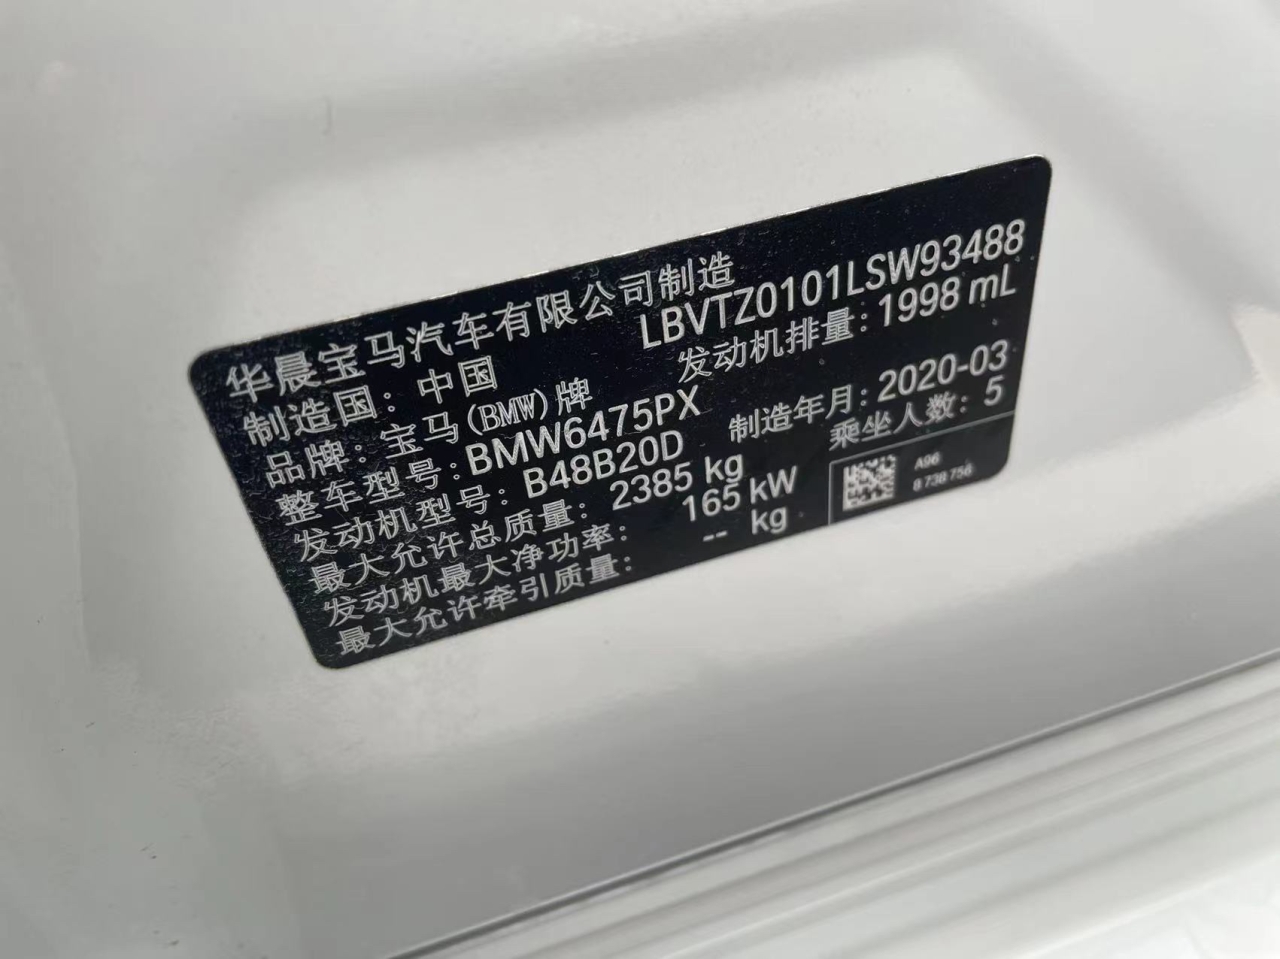 华晨宝马汽车有限公司制造
制造国：中国
LBVTZ0101LSW93488
品牌：宝马(BMW)牌
发动机排量：1998 mL
整车型号：BMW6475PX
制造年月：2020-03
发动机型号：B48B20D
乘坐人数：5
最大允许总质量：2385 kg
发动机最大净功率：165 kW
最大允许牵引质量：-- kg
A96
8 738 756